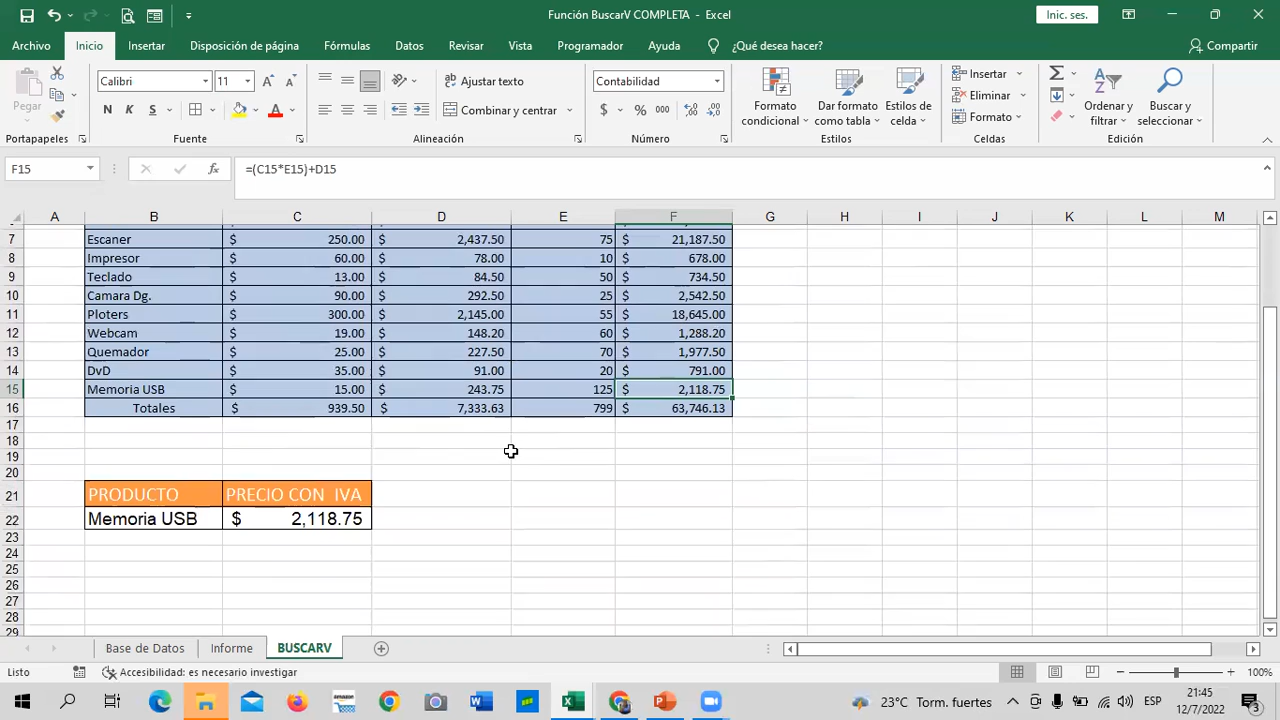 Función BuscarV COMPLETA - Excel
Inic. ses.
Archivo Inicio Insertar Disposición de página Fórmulas Datos Revisar Vista Programador Ayuda ¿Qué desea hacer? Compartir
Pegar
Calibri 11
N K S
Ajustar texto
Combinar y centrar
Contabilidad
$ % 000
Formato condicional
Dar formato como tabla
Estilos de celda
Insertar
Eliminar
Formato
Ordenar y filtrar
Buscar y seleccionar
Portapapeles Fuente Alineación Número Estilos Celdas Edición
F15 fx =(C15*E15)+D15
A B C D E F G H I J K L M
7 Escaner $ 250.00 $ 2,437.50 75 $ 21,187.50
8 Impresor $ 60.00 $ 78.00 10 $ 678.00
9 Teclado $ 13.00 $ 84.50 50 $ 734.50
10 Camara Dg. $ 90.00 $ 292.50 25 $ 2,542.50
11 Ploters $ 300.00 $ 2,145.00 55 $ 18,645.00
12 Webcam $ 19.00 $ 148.20 60 $ 1,288.20
13 Quemador $ 25.00 $ 227.50 70 $ 1,977.50
14 DvD $ 35.00 $ 91.00 20 $ 791.00
15 Memoria USB $ 15.00 $ 243.75 125 $ 2,118.75
16 Totales $ 939.50 $ 7,333.63 799 $ 63,746.13
17
18
19
20
21 PRODUCTO PRECIO CON IVA
22 Memoria USB $ 2,118.75
23
24
25
26
27
28
29
Base de Datos Informe BUSCARV
Listo Accesibilidad: es necesario investigar 100%
amazon
23°C Torm. fuertes ESP 21:45
12/7/2022
3